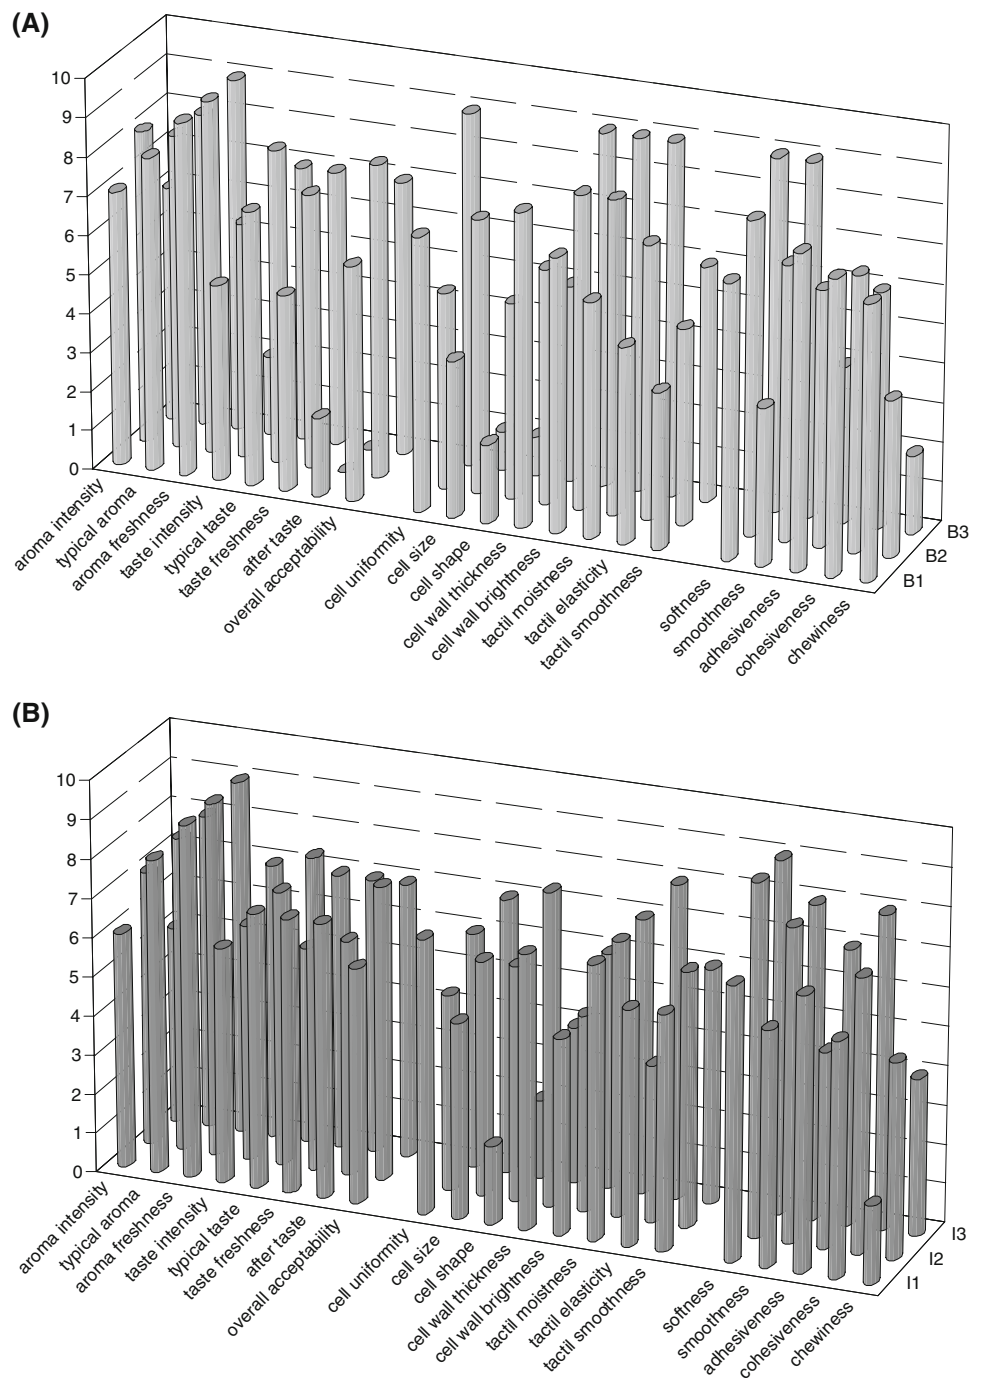 (A)
10
9
8
7
6
5
4
3
2
1
0
aroma intensity
typical aroma
aroma freshness
taste intensity
typical taste
taste freshness
after taste
overall acceptability
cell uniformity
cell size
cell shape
cell wall thickness
cell wall brightness
tactil moistness
tactil elasticity
tactil smoothness
softness
smoothness
adhesiveness
cohesiveness
chewiness
B1
B2
B3
(B)
10
9
8
7
6
5
4
3
2
1
0
aroma intensity
typical aroma
aroma freshness
taste intensity
typical taste
taste freshness
after taste
overall acceptability
cell uniformity
cell size
cell shape
cell wall thickness
cell wall brightness
tactil moistness
tactil elasticity
tactil smoothness
softness
smoothness
adhesiveness
cohesiveness
chewiness
I1
I2
I3